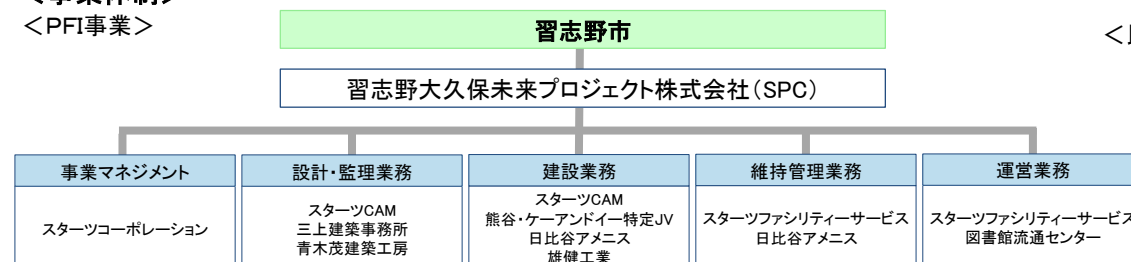 <事業体制>
<PFI事業>
習志野市
習志野大久保未来プロジェクト株式会社(SPC)
事業マネジメント
スターツコーポレーション
設計・監理業務
スターツCAM
三上建築事務所
青木茂建築工房
建設業務
スターツCAM
熊谷・ケーアンドイー特定JV
日比谷アメニス
雄健工業
維持管理業務
スターツファシリティーサービス
日比谷アメニス
運営業務
スターツファシリティーサービス
図書館流通センター